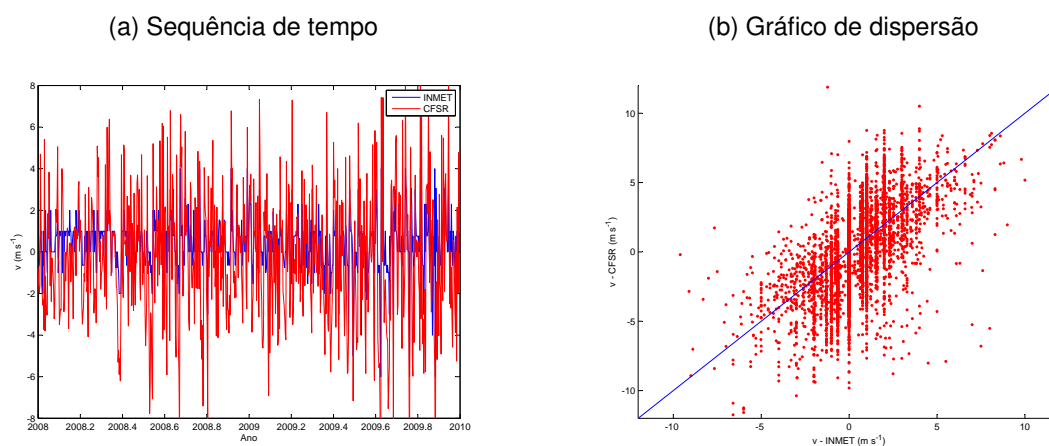 (a) Sequência de tempo
8
6
4
2
0
-2
-4
-6
-8
v (m s⁻¹)
INMET
CFSR
2008 2008.2 2008.4 2008.6 2008.8 2009 2009.2 2009.4 2009.6 2009.8 2010
Ano
(b) Gráfico de dispersão
10
5
0
-5
-10
v - CFSR (m s⁻¹)
-10 -5 0 5 10
v - INMET (m s⁻¹)